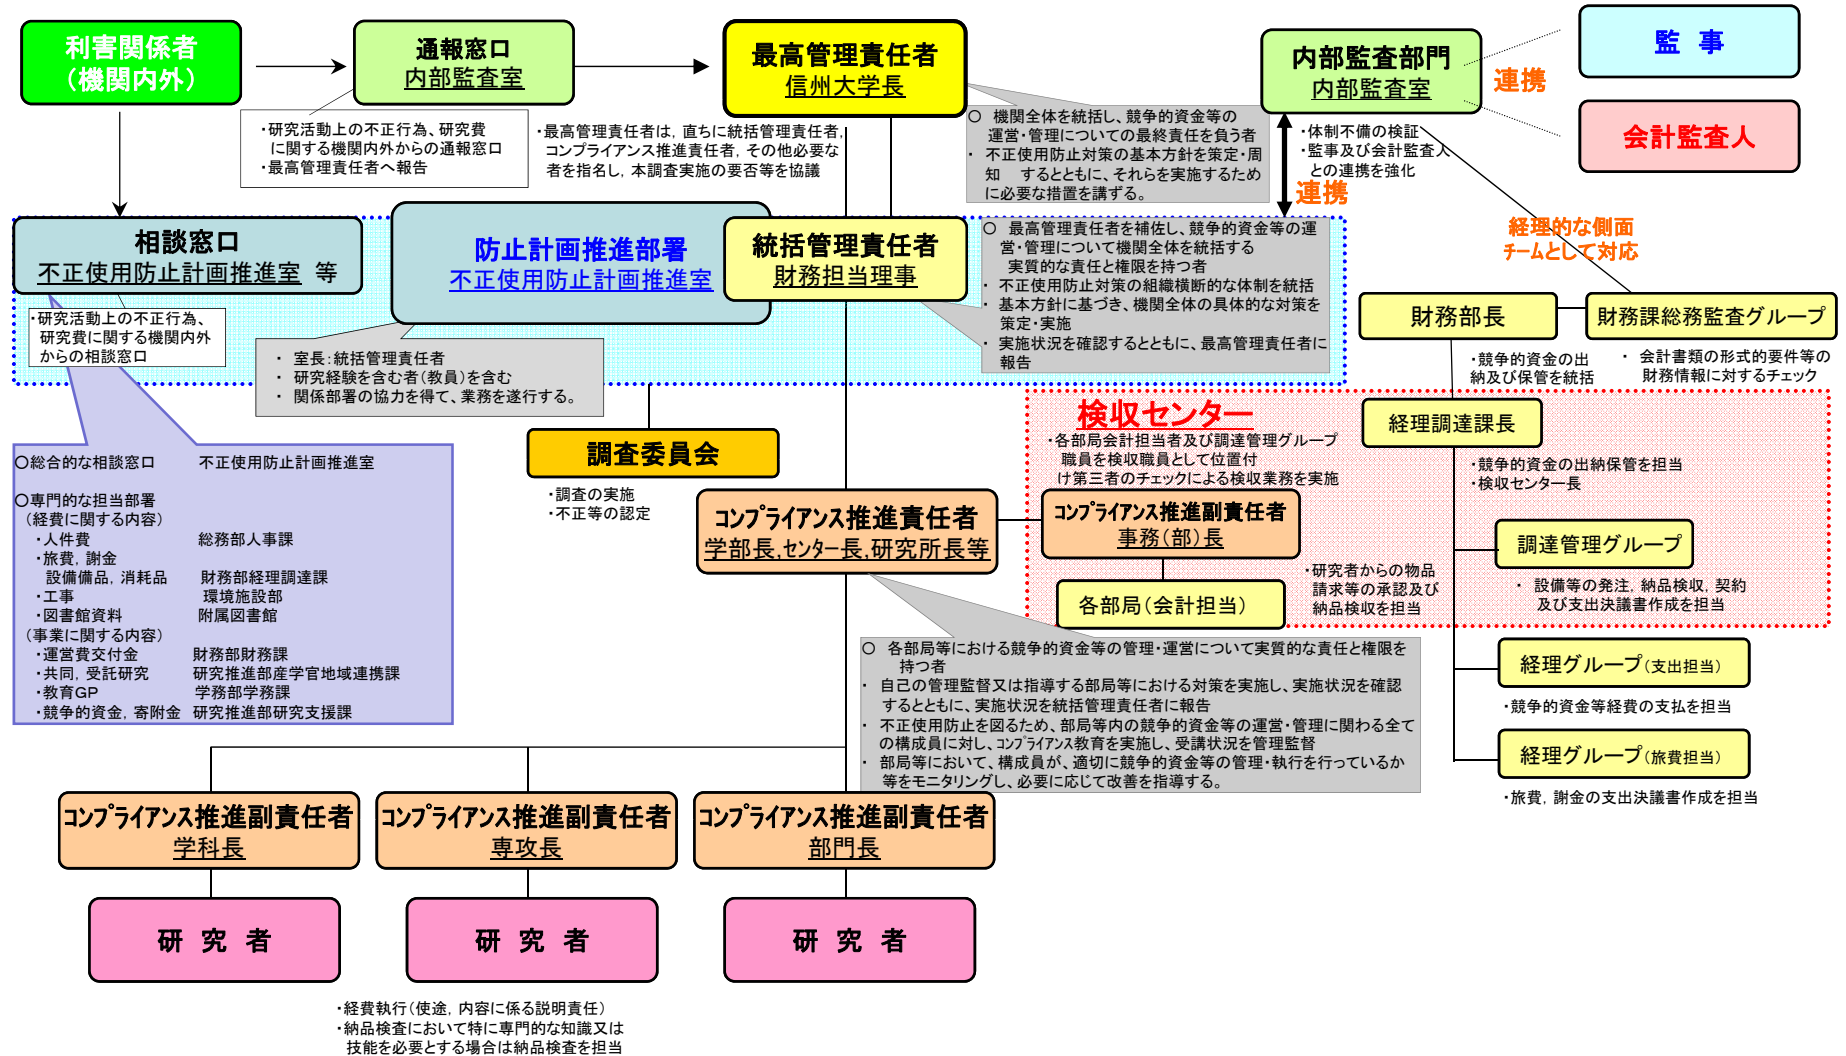 利害関係者
（機関内外）
通報窓口
内部監査室
最高管理責任者
信州大学長
内部監査部門
内部監査室
連携
監　事
会計監査人
・研究活動上の不正行為、研究費
に関する機関内外からの通報窓口
・最高管理責任者へ報告
・最高管理責任者は，直ちに統括管理責任者，
コンプライアンス推進責任者，その他必要な
者を指名し，本調査実施の要否等を協議
○　機関全体を統括し、競争的資金等の
運営・管理についての最終責任を負う者
・　不正使用防止対策の基本方針を策定・周
知　するとともに、それらを実施するため
に必要な措置を講ずる。
・体制不備の検証
・監事及び会計監査人
との連携を強化
連携
経理的な側面
チームとして対応
相談窓口
不正使用防止計画推進室　等
防止計画推進部署
不正使用防止計画推進室
統括管理責任者
財務担当理事
○　最高管理責任者を補佐し、競争的資金等の運
営・管理について機関全体を統括する
実質的な責任と権限を持つ者
・　不正使用防止対策の組織横断的な体制を統括
・　基本方針に基づき、機関全体の具体的な対策を
策定・実施
・　実施状況を確認するとともに、最高管理責任者に
報告
・研究活動上の不正行為、
研究費に関する機関内外
からの相談窓口
・　室長：統括管理責任者
・　研究経験を含む者（教員）を含む
・　関係部署の協力を得て、業務を遂行する。
財務部長
財務課総務監査グループ
・競争的資金の出
納及び保管を統括
・　会計書類の形式的要件等の
財務情報に対するチェック
調査委員会
・調査の実施
・不正等の認定
検収センター
・各部局会計担当者及び調達管理グループ
職員を検収職員として位置付
け第三者のチェックによる検収業務を実施
経理調達課長
・競争的資金の出納保管を担当
・検収センター長
○総合的な相談窓口　不正使用防止計画推進室
○専門的な担当部署
（経費に関する内容）
・人件費　総務部人事課
・旅費，謝金
設備備品，消耗品　財務部経理調達課
・工事　環境施設部
・図書館資料　附属図書館
（事業に関する内容）
・運営費交付金　財務部財務課
・共同，受託研究　研究推進部産学官地域連携課
・教育GP　学務部学務課
・競争的資金，寄附金　研究推進部研究支援課
コンプライアンス推進責任者
学部長,センター長,研究所長等
コンプライアンス推進副責任者
事務（部）長
各部局（会計担当）
・研究者からの物品
請求等の承認及び
納品検収を担当
調達管理グループ
・　設備等の発注，納品検収，契約
及び支出決議書作成を担当
○　各部局等における競争的資金等の管理・運営について実質的な責任と権限を
持つ者
・　自己の管理監督又は指導する部局等における対策を実施し、実施状況を確認
するとともに、実施状況を統括管理責任者に報告
・　不正使用防止を図るため、部局等内の競争的資金等の運営・管理に関わる全て
の構成員に対し、コンプライアンス教育を実施し、受講状況を管理監督
・　部局等において、構成員が、適切に競争的資金等の管理・執行を行っているか
等をモニタリングし、必要に応じて改善を指導する。
経理グループ（支出担当）
・競争的資金等経費の支払を担当
経理グループ（旅費担当）
・旅費，謝金の支出決議書作成を担当
コンプライアンス推進副責任者
学科長
コンプライアンス推進副責任者
専攻長
コンプライアンス推進副責任者
部門長
研　究　者
研　究　者
研　究　者
・経費執行（使途，内容に係る説明責任）
・納品検査において特に専門的な知識又は
技能を必要とする場合は納品検査を担当